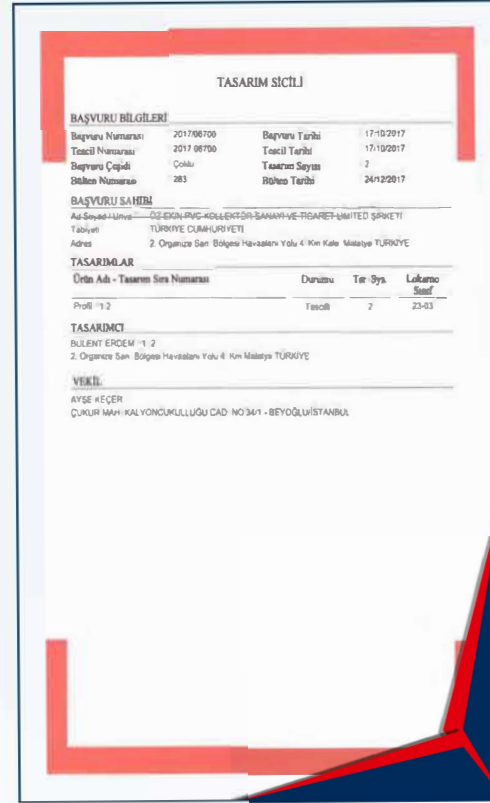 TASARIM SİCİLİ
BAŞVURU BİLGİLERİ
Başvuru Numarası 2017/06700 Başvuru Tarihi 17/10/2017
Tescil Numarası 2017 06700 Tescil Tarihi 17/10/2017
Başvuru Çeşidi Çoklu Tasarım Sayısı 2
Bülten Numarası 283 Bülten Tarihi 24/12/2017
BAŞVURU SAHİBİ
Ad Soyad / Unva ÖZ EKİN PVC KOLLEKTÖR SANAYİ VE TİCARET LİMİTED ŞİRKETİ
Tabiyeti TÜRKİYE CUMHURİYETİ
Adres 2. Organize San. Bölgesi Havaalanı Yolu 4. Km Kale Malatya TÜRKİYE
TASARIMLAR
Ürün Adı - Tasarım Sıra Numarası Durumu Tar. Sys. Lokarno Sınıf
Profil 1 2 Tescilli 2 23-03
TASARIMCI
BÜLENT ERDEM 1 2
2. Organize San. Bölgesi Havaalanı Yolu 4. Km Malatya TÜRKİYE
VEKİL
AYŞE KEÇER
ÇUKUR MAH. KALYONCUKULLUĞU CAD. NO:34/1 - BEYOĞLU/İSTANBUL